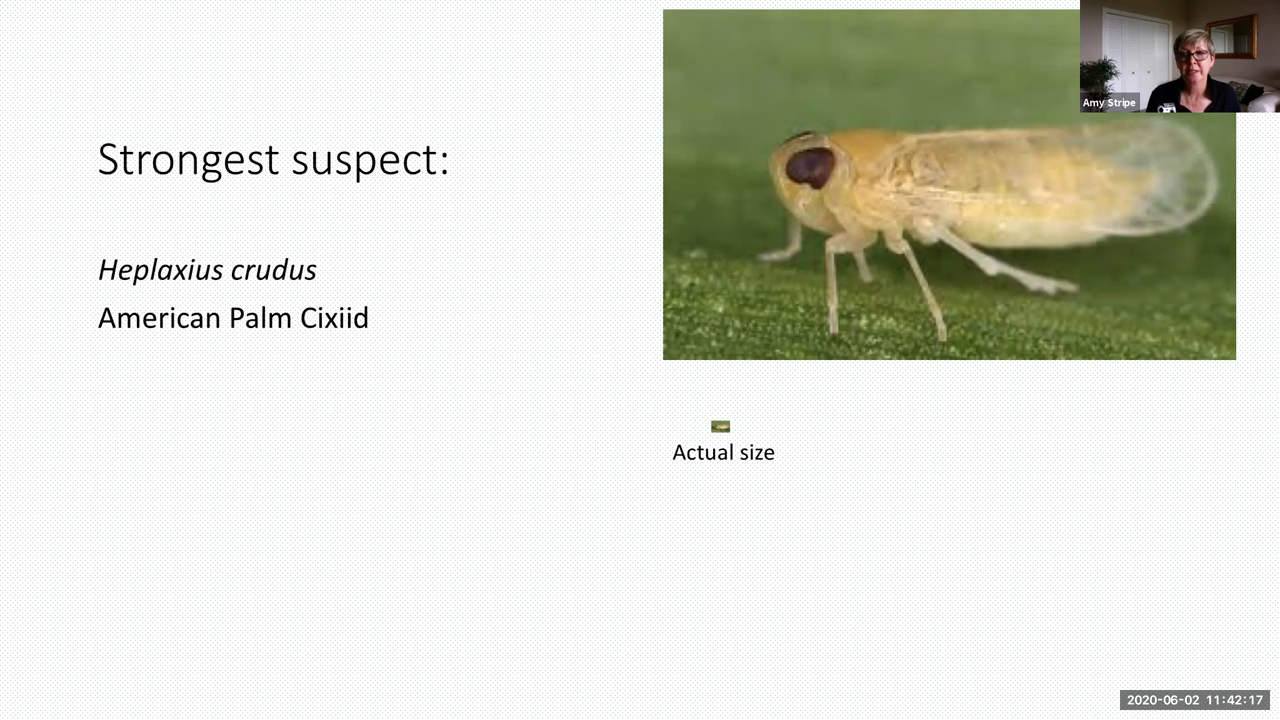 Amy Stripe
Strongest suspect:
Heplaxius crudus
American Palm Cixiid
Actual size
2020-06-02 11:42:17